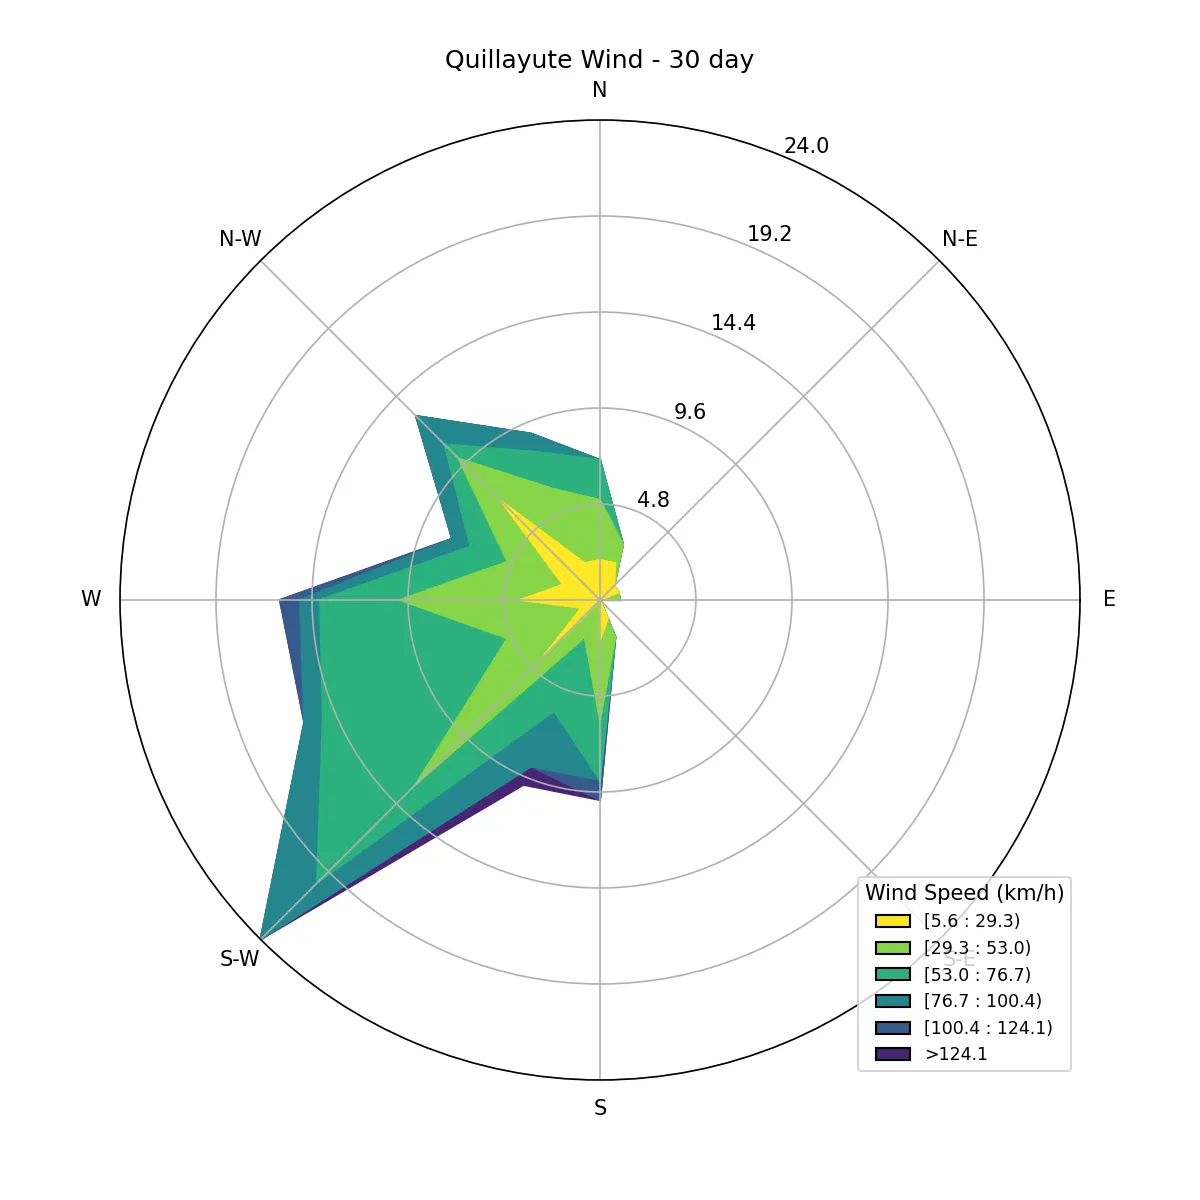 Quillayute Wind - 30 day
N
24.0
19.2
N-W
N-E
14.4
9.6
4.8
W
E
Wind Speed (km/h)
[5.6 : 29.3)
[29.3 : 53.0)
S-W
S-E
[53.0 : 76.7)
[76.7 : 100.4)
[100.4 : 124.1)
>124.1
S